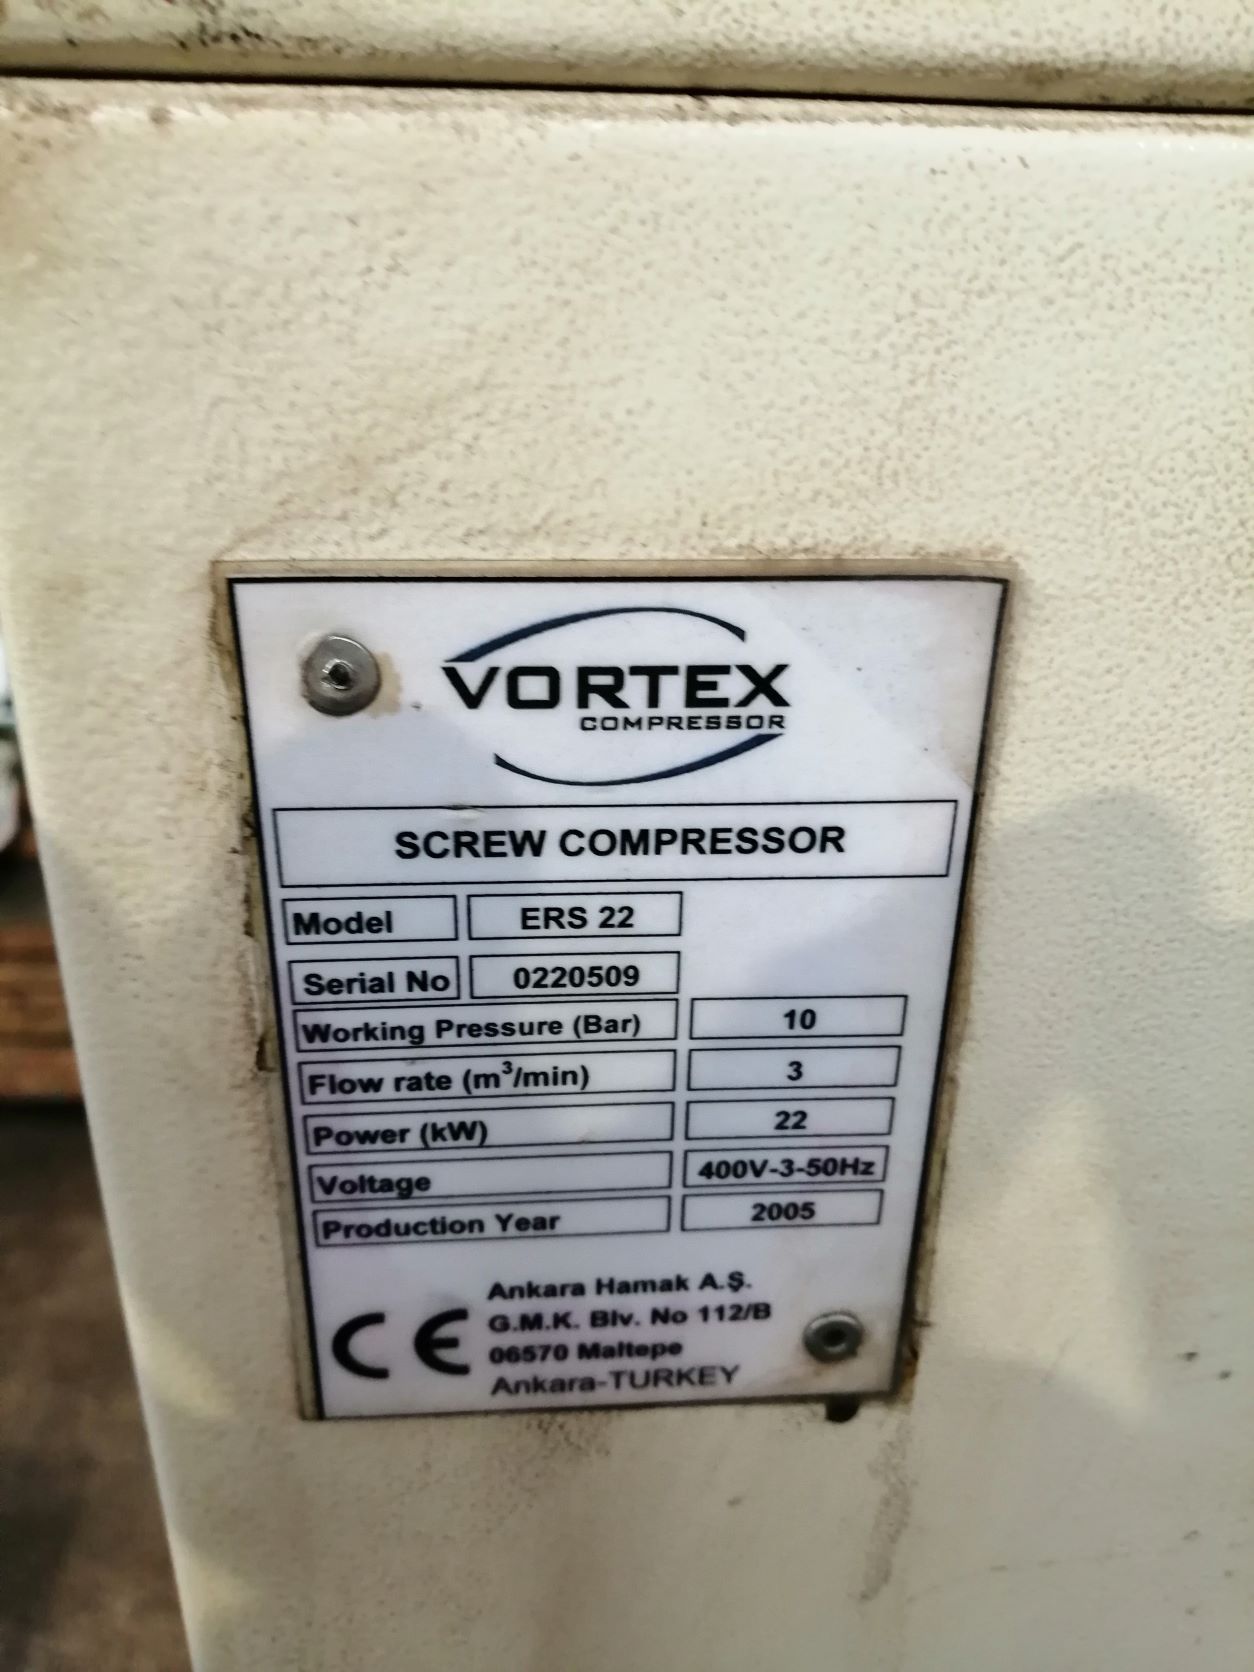 VORTEX
COMPRESSOR
SCREW COMPRESSOR
Model ERS 22
Serial No 0220509
Working Pressure (Bar) 10
Flow rate (m³/min) 3
Power (kW) 22
Voltage 400V-3-50Hz
Production Year 2005
CE
Ankara Hamak A.Ş.
G.M.K. Blv. No 112/B
06570 Maltepe
Ankara-TURKEY